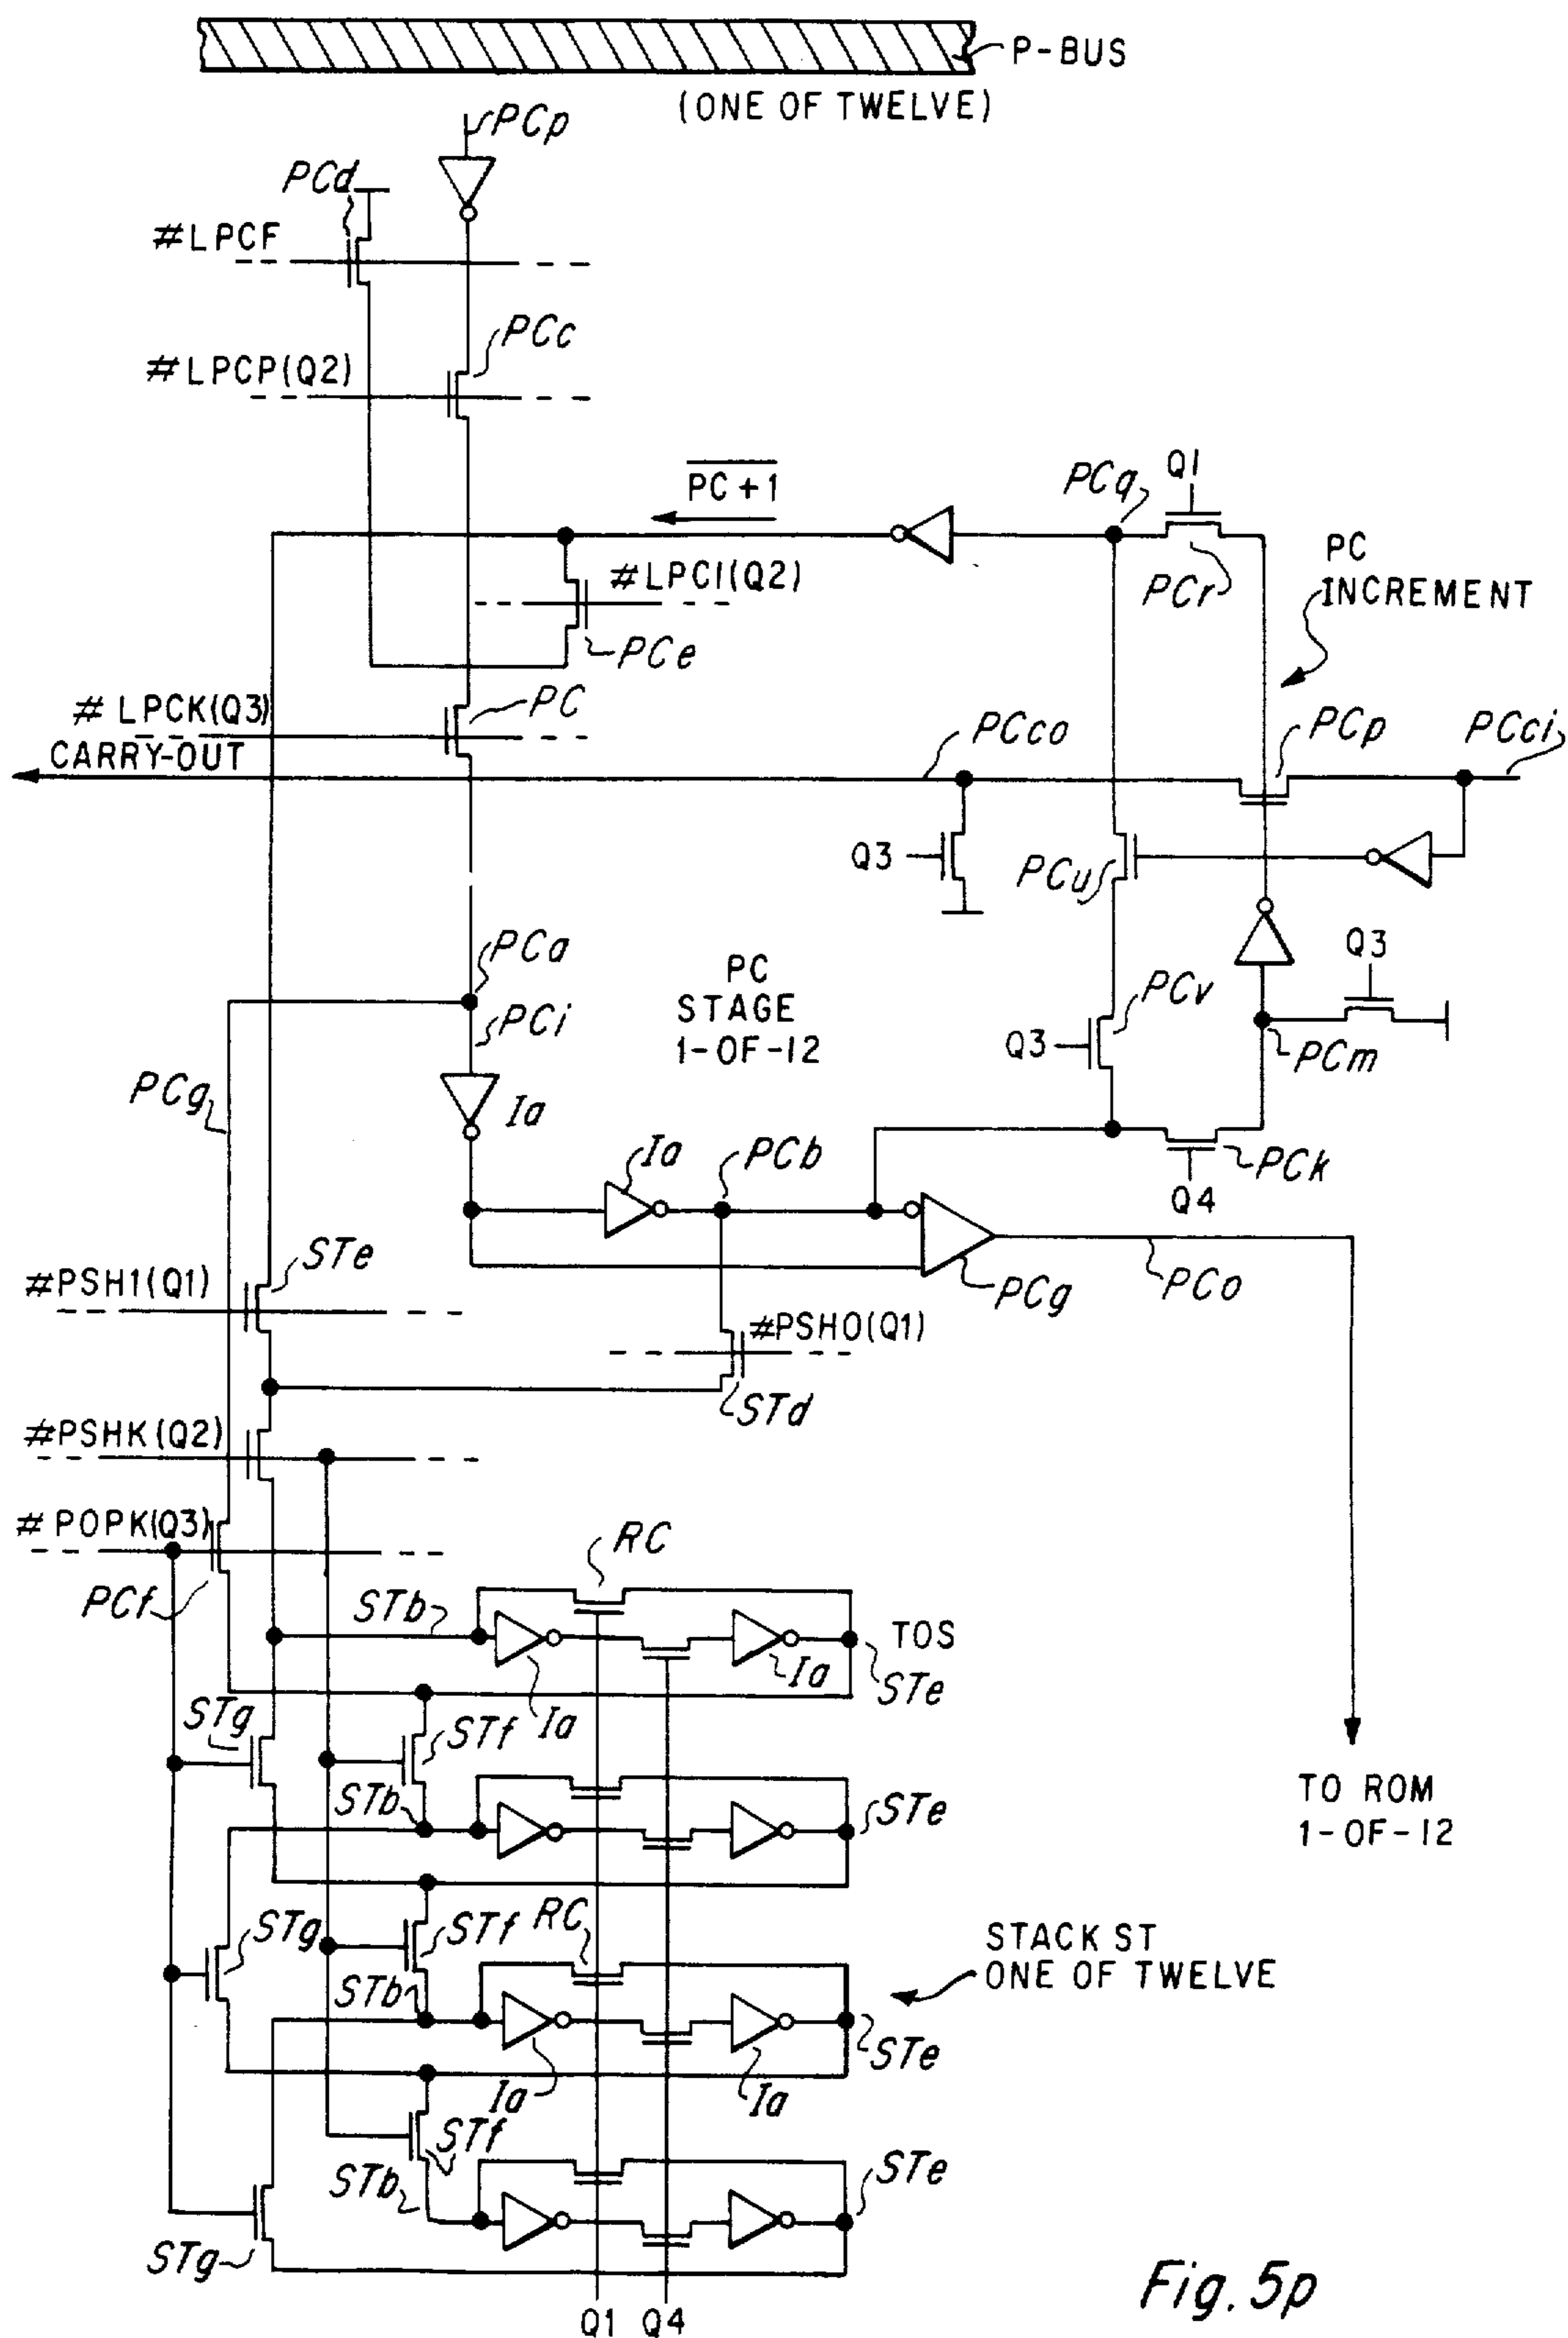 P-BUS
(ONE OF TWELVE)
PCp
PCd
#LPCF
PCc
#LPCP(Q2)
PC+1
PCq
Q1
PCr
PC
INCREMENT
#LPCI(Q2)
PCe
# LPCK(Q3)
PC
CARRY-OUT
PCco
PCp
PCci
Q3
PCu
PCa
PCi
PC
STAGE
1-OF-12
Q3
PCv
Q3
PCm
PCg
Ia
Ia
PCb
Q4
PCk
STe
#PSH1(Q1)
PCg
PCo
#PSHO(Q1)
STd
#PSHK(Q2)
# POPK(Q3)
RC
PCf
STb
TOS
Ia
STe
Ia
STg
STf
STb
STe
TO ROM
1-OF-12
STg
STf
RC
STb
STACK ST
ONE OF TWELVE
STe
Ia
Ia
STf
STb
STe
STg
Q1
Q4
Fig. 5p